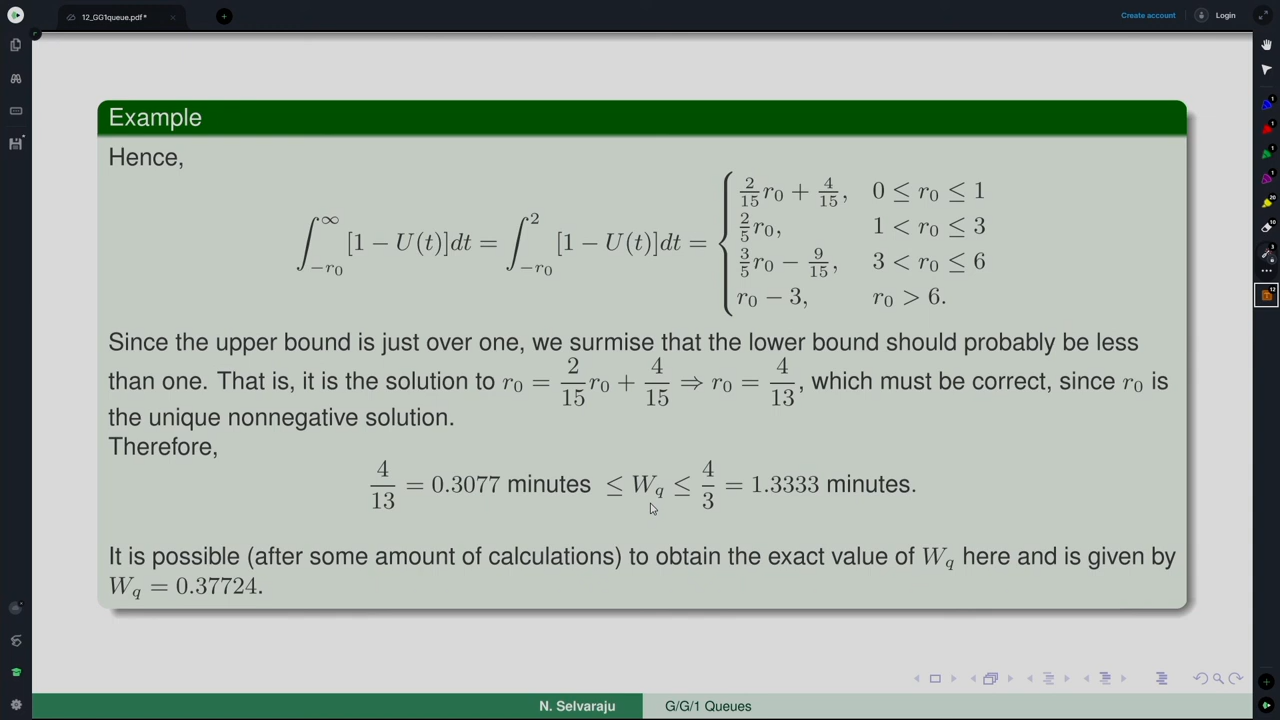 12_GG1queue.pdf*
Create account
Login
Example
Hence,
∫_{-r_0}^{∞} [1 − U(t)]dt = ∫_{-r_0}^{2} [1 − U(t)]dt = { 2/15 r_0 + 4/15, 0 ≤ r_0 ≤ 1
2/5 r_0, 1 < r_0 ≤ 3
3/5 r_0 − 9/15, 3 < r_0 ≤ 6
r_0 − 3, r_0 > 6.
Since the upper bound is just over one, we surmise that the lower bound should probably be less
than one. That is, it is the solution to r_0 = 2/15 r_0 + 4/15 ⇒ r_0 = 4/13, which must be correct, since r_0 is
the unique nonnegative solution.
Therefore,
4/13 = 0.3077 minutes ≤ W_q ≤ 4/3 = 1.3333 minutes.
It is possible (after some amount of calculations) to obtain the exact value of W_q here and is given by
W_q = 0.37724.
N. Selvaraju
G/G/1 Queues